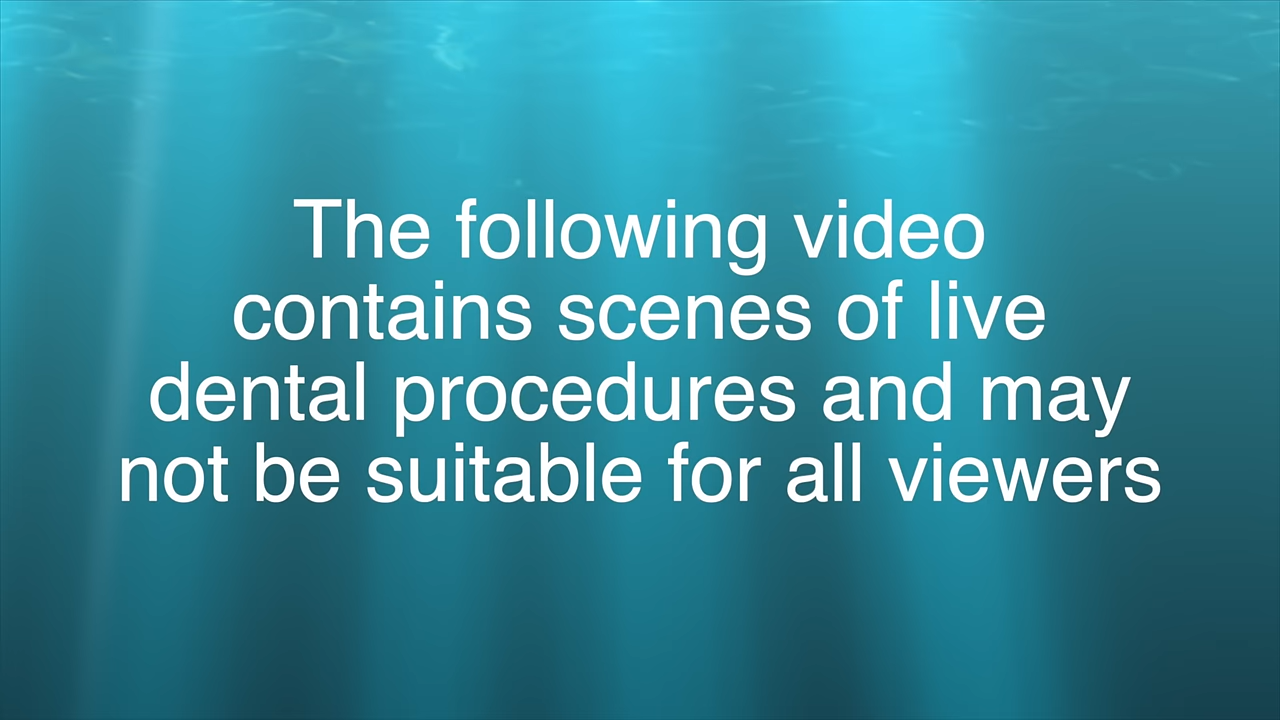 The following video
contains scenes of live
dental procedures and may
not be suitable for all viewers